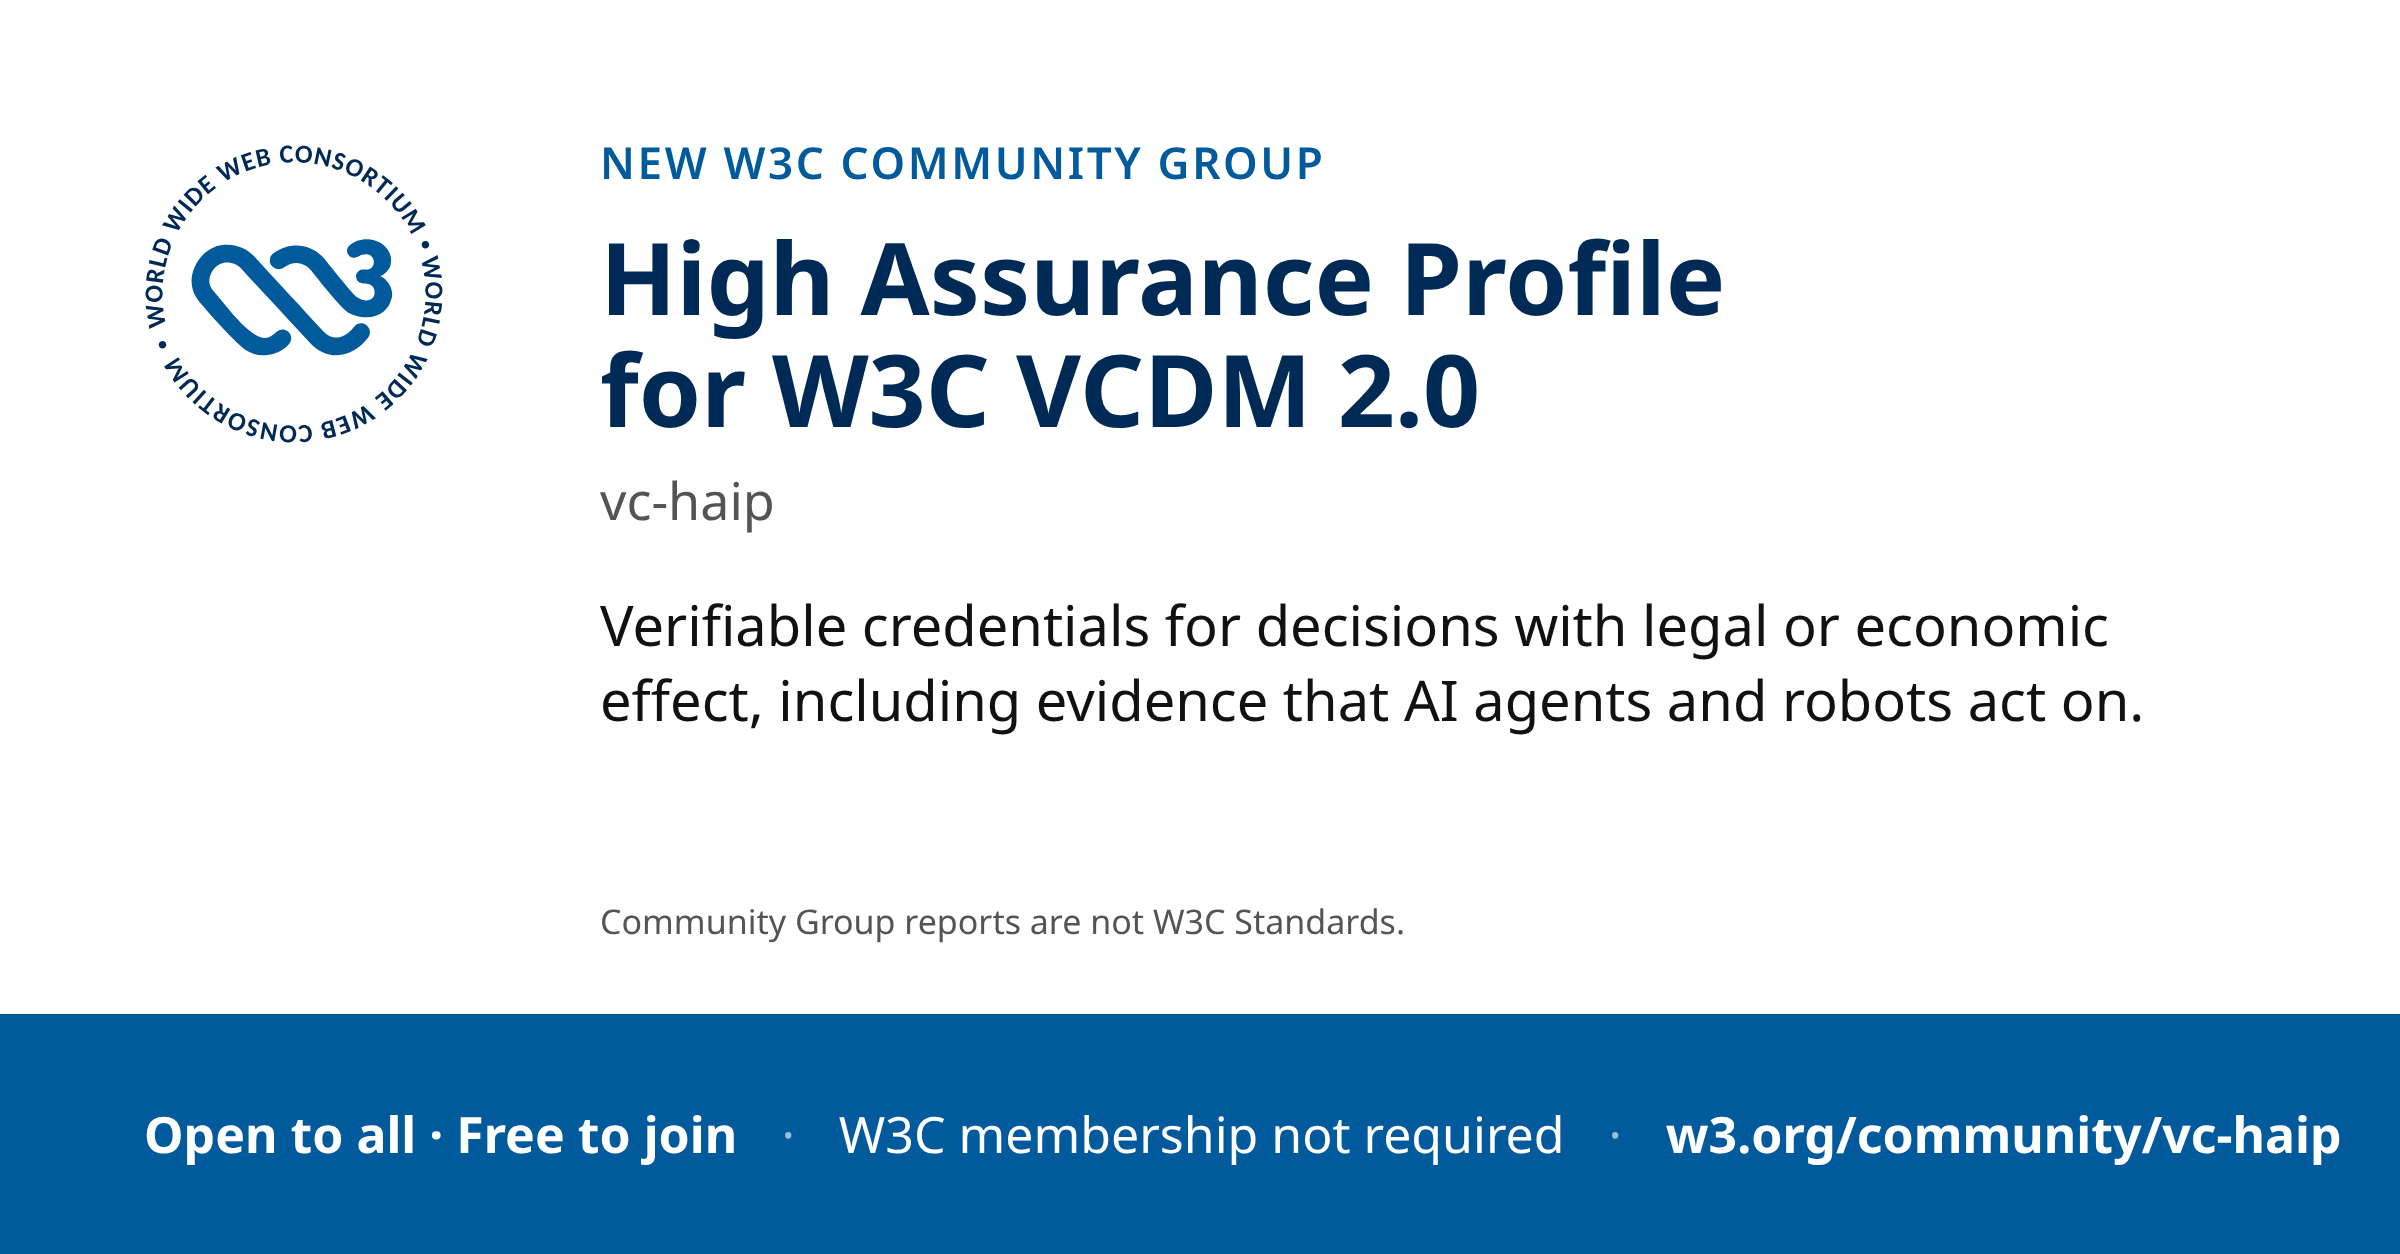 WORLD WIDE WEB CONSORTIUM • WORLD WIDE WEB CONSORTIUM •
W3
NEW W3C COMMUNITY GROUP
High Assurance Profile
for W3C VCDM 2.0
vc-haip
Verifiable credentials for decisions with legal or economic
effect, including evidence that AI agents and robots act on.
Community Group reports are not W3C Standards.
Open to all · Free to join · W3C membership not required · w3.org/community/vc-haip